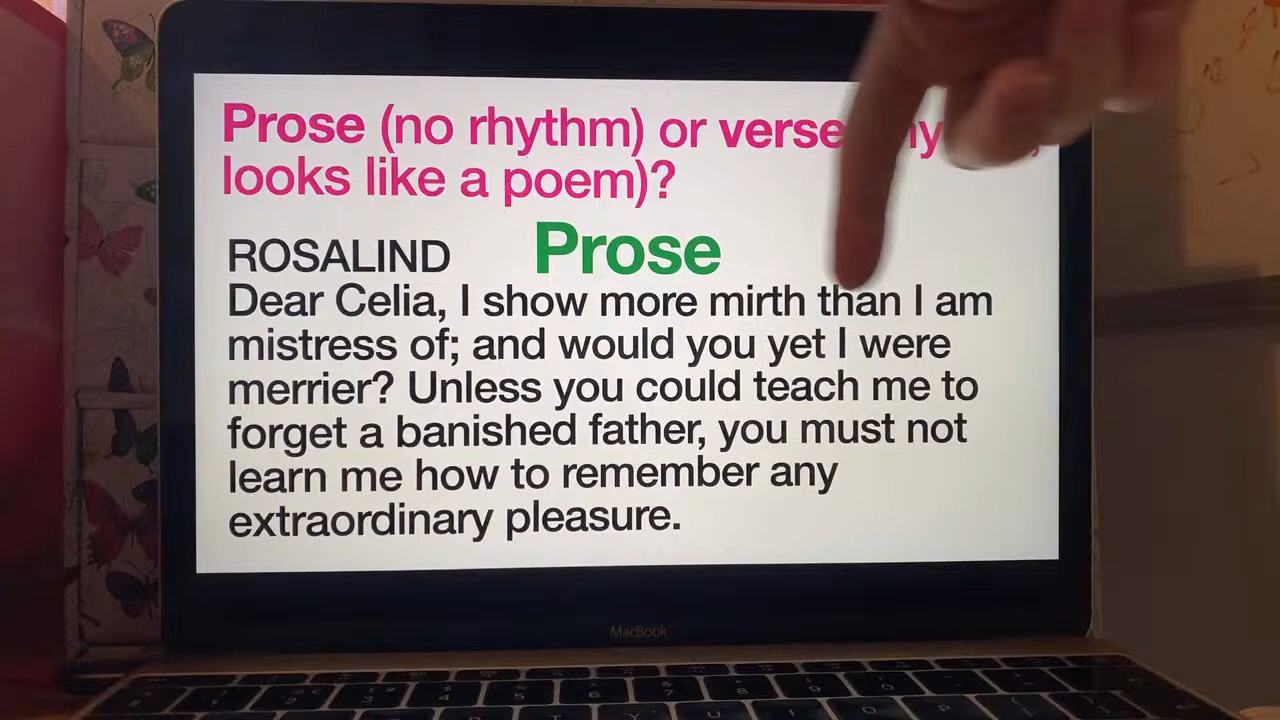 Prose (no rhythm) or verse
looks like a poem)?
ROSALIND Prose
Dear Celia, I show more mirth than I am
mistress of; and would you yet I were
merrier? Unless you could teach me to
forget a banished father, you must not
learn me how to remember any
extraordinary pleasure.
MacBook